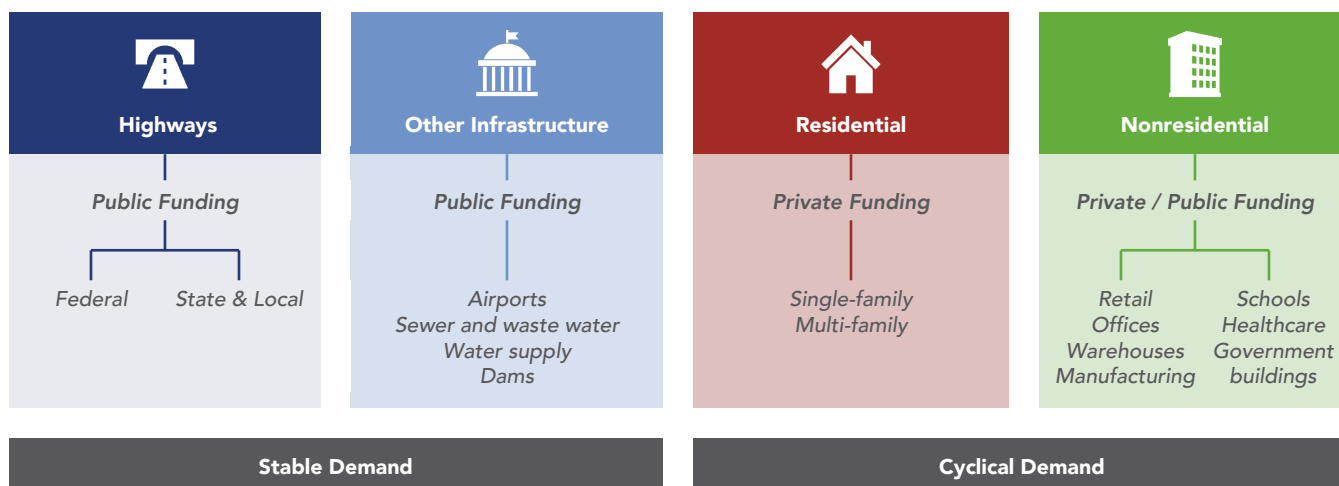 Highways
Public Funding
Federal
State & Local
Other Infrastructure
Public Funding
Airports
Sewer and waste water
Water supply
Dams
Residential
Private Funding
Single-family
Multi-family
Nonresidential
Private / Public Funding
Retail
Offices
Warehouses
Manufacturing
Schools
Healthcare
Government
buildings
Stable Demand
Cyclical Demand